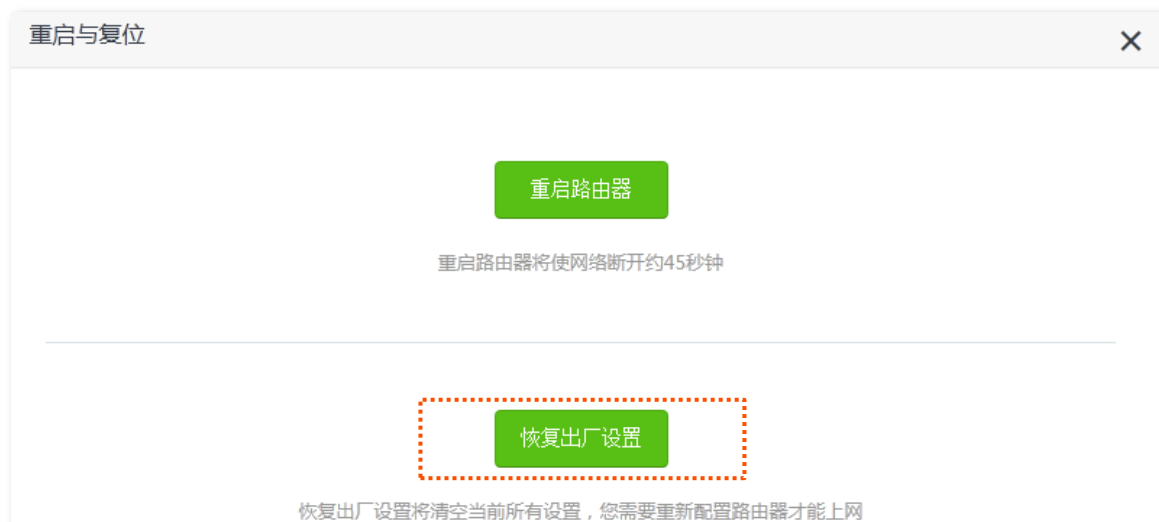 重启与复位
重启路由器
重启路由器将使网络断开约45秒钟
恢复出厂设置
恢复出厂设置将清空当前所有设置，您需要重新配置路由器才能上网